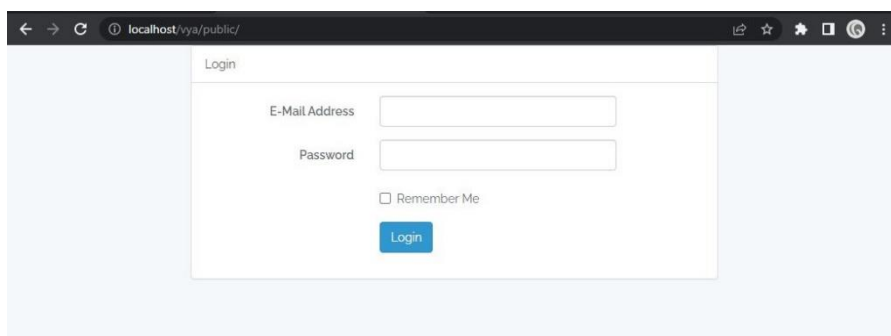 localhost/vya/public/
Login
E-Mail Address
Password
Remember Me
Login